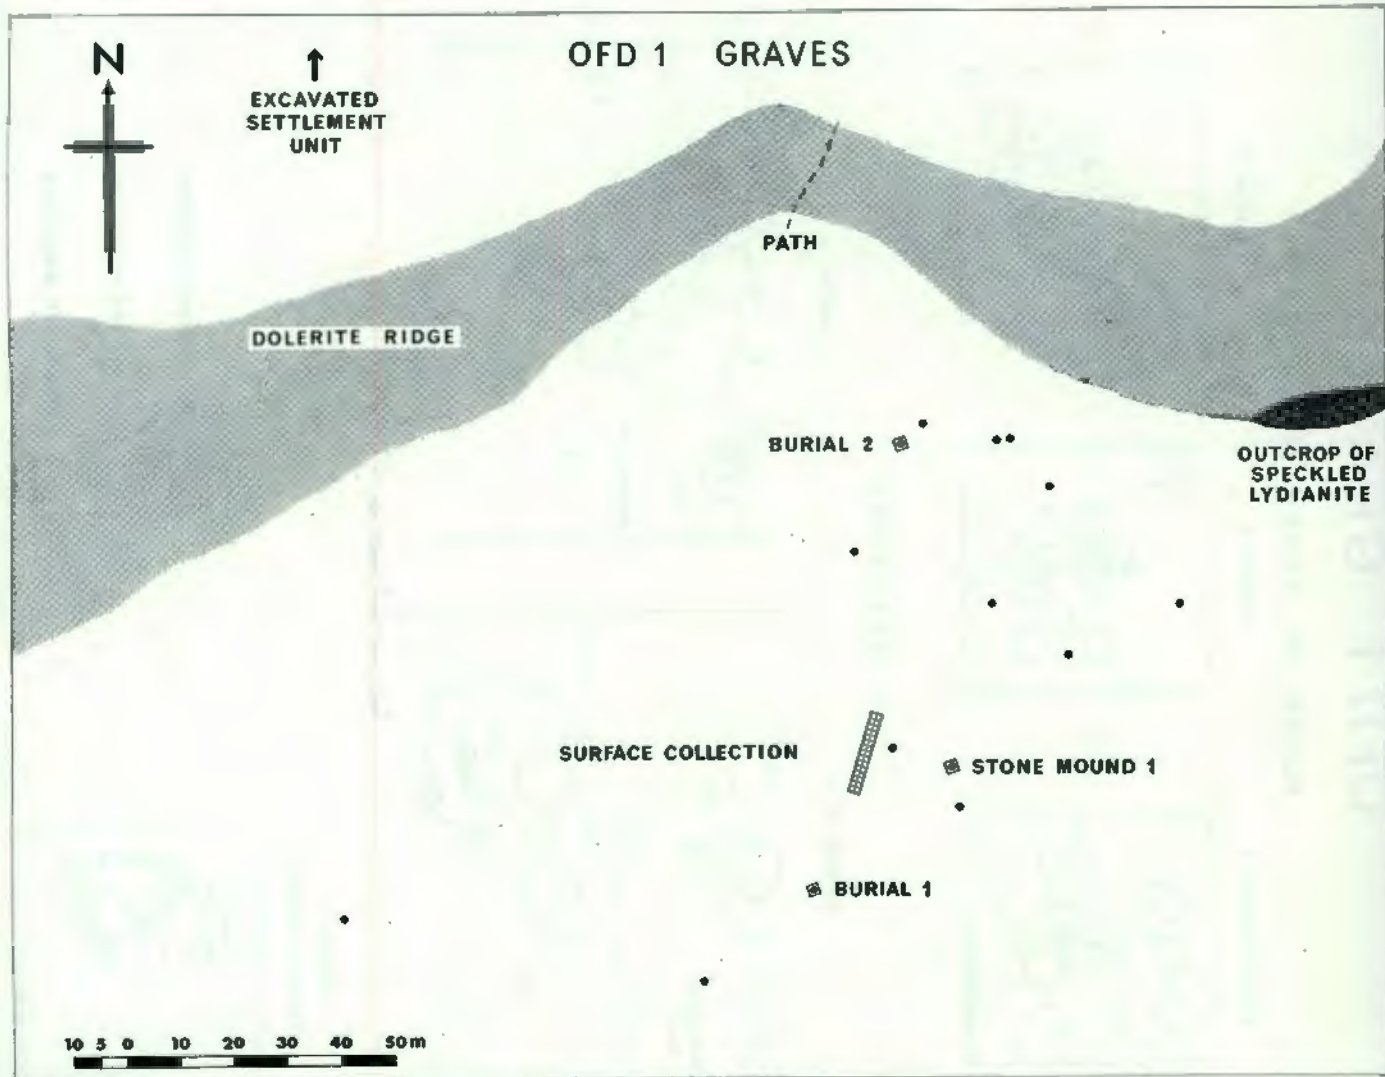 OFD 1 GRAVES
N
EXCAVATED
SETTLEMENT
UNIT
PATH
DOLERITE RIDGE
BURIAL 2
OUTCROP OF
SPECKLED
LYDIANITE
SURFACE COLLECTION
STONE MOUND 1
BURIAL 1
10 5 0 10 20 30 40 50m